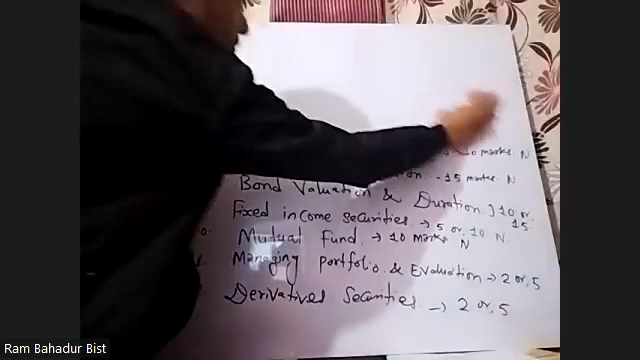 marks. N
- 15 marks. N
Bond Valuation & Duration. } 10 or. 15
Fixed income securities. → 5 or, 10 N
Mutual Fund. → 10 marks N
Managing portfolio. & Evaluation → 2 or, 5
Derivatives Securities. → 2 or, 5
Ram Bahadur Bist